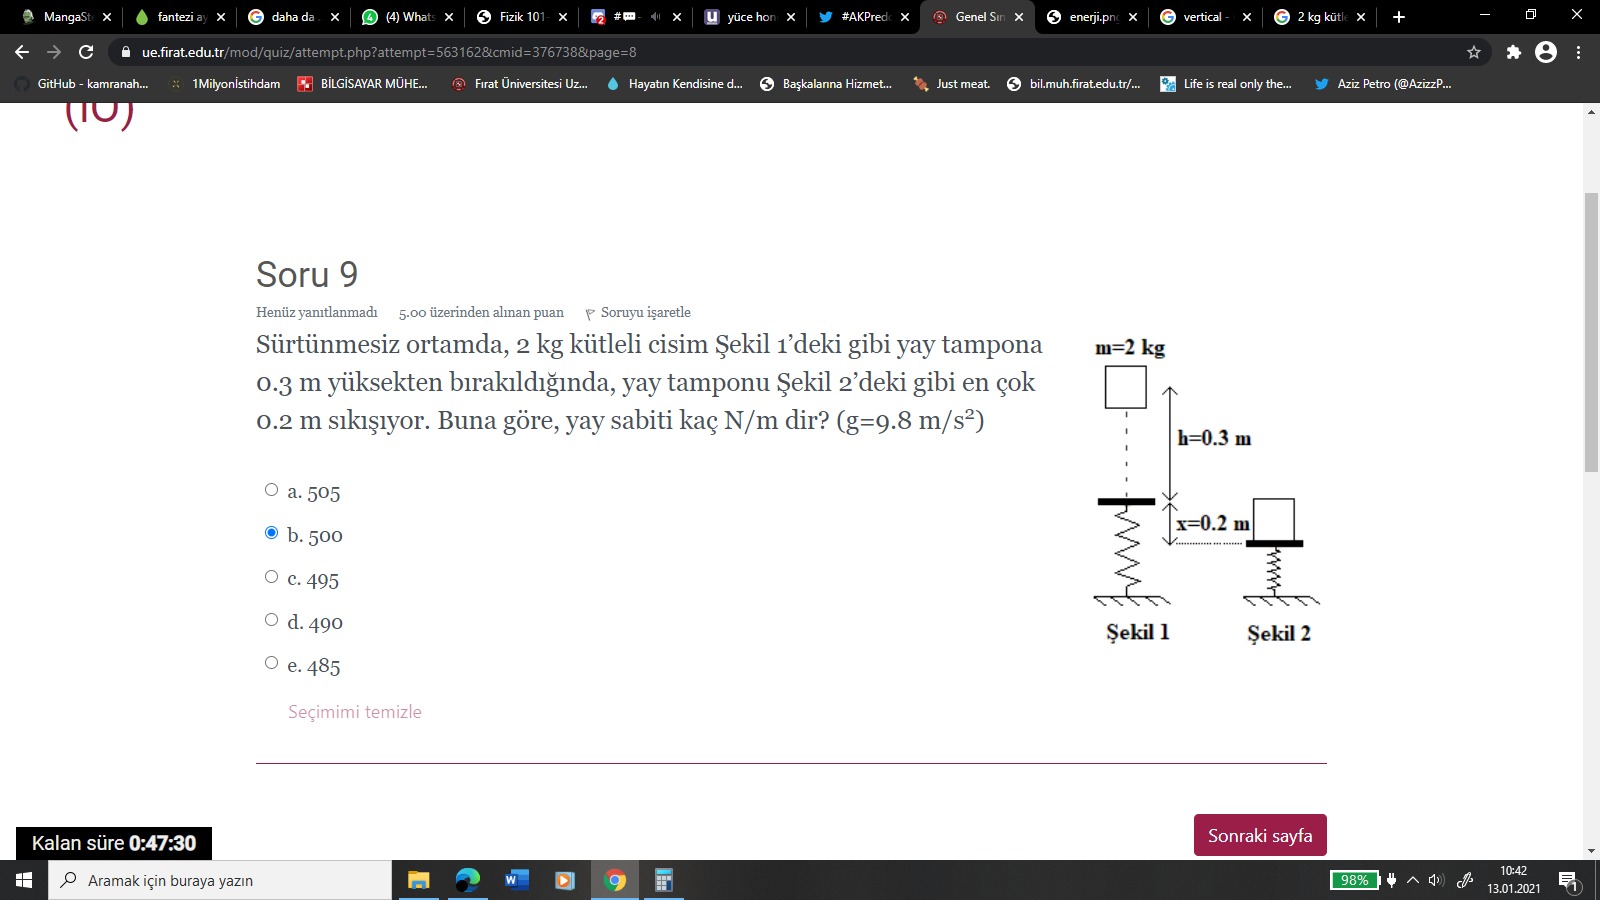 MangaSt
fantezi ay
daha da
(4) Whats
Fizik 101-
yüce hon
#AKPred
Genel Sın
enerji.pn
vertical -
2 kg kütle
ue.firat.edu.tr/mod/quiz/attempt.php?attempt=563162&cmid=376738&page=8
GitHub - kamranah...
1Milyonİstihdam
BİLGİSAYAR MÜHE...
Fırat Üniversitesi Uz...
Hayatın Kendisine d...
Başkalarına Hizmet...
Just meat.
bil.muh.firat.edu.tr/...
Life is real only the...
Aziz Petro (@AzizzP...
(İÖ)
Soru 9
Henüz yanıtlanmadı 5.00 üzerinden alınan puan Soruyu işaretle
Sürtünmesiz ortamda, 2 kg kütleli cisim Şekil 1’deki gibi yay tampona
0.3 m yüksekten bırakıldığında, yay tamponu Şekil 2’deki gibi en çok
0.2 m sıkışıyor. Buna göre, yay sabiti kaç N/m dir? (g=9.8 m/s²)
a. 505
b. 500
c. 495
d. 490
e. 485
Seçimimi temizle
m=2 kg
h=0.3 m
x=0.2 m
Şekil 1
Şekil 2
Sonraki sayfa
Kalan süre 0:47:30
Aramak için buraya yazın
98%
10:42
13.01.2021
1